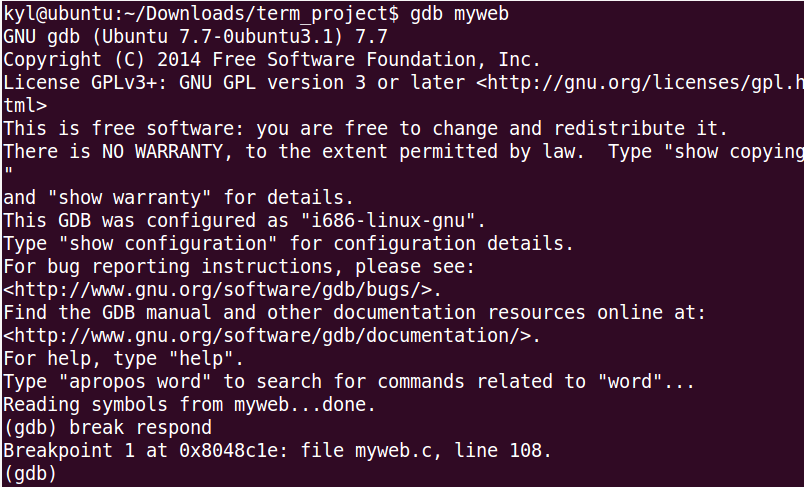 kyl@ubuntu:~/Downloads/term_project$ gdb myweb
GNU gdb (Ubuntu 7.7-0ubuntu3.1) 7.7
Copyright (C) 2014 Free Software Foundation, Inc.
License GPLv3+: GNU GPL version 3 or later <http://gnu.org/licenses/gpl.h
tml>
This is free software: you are free to change and redistribute it.
There is NO WARRANTY, to the extent permitted by law.  Type "show copying
"
and "show warranty" for details.
This GDB was configured as "i686-linux-gnu".
Type "show configuration" for configuration details.
For bug reporting instructions, please see:
<http://www.gnu.org/software/gdb/bugs/>.
Find the GDB manual and other documentation resources online at:
<http://www.gnu.org/software/gdb/documentation/>.
For help, type "help".
Type "apropos word" to search for commands related to "word"...
Reading symbols from myweb...done.
(gdb) break respond
Breakpoint 1 at 0x8048c1e: file myweb.c, line 108.
(gdb)